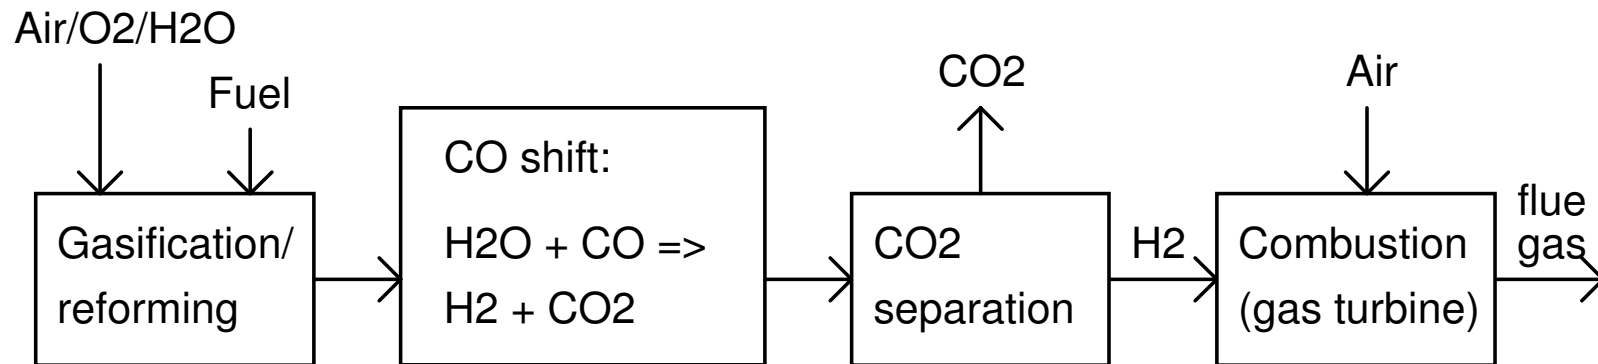 Air/O2/H2O
Fuel
Gasification/
reforming
CO shift:
H2O + CO =>
H2 + CO2
CO2
CO2
separation
H2
Air
Combustion
(gas turbine)
flue
gas